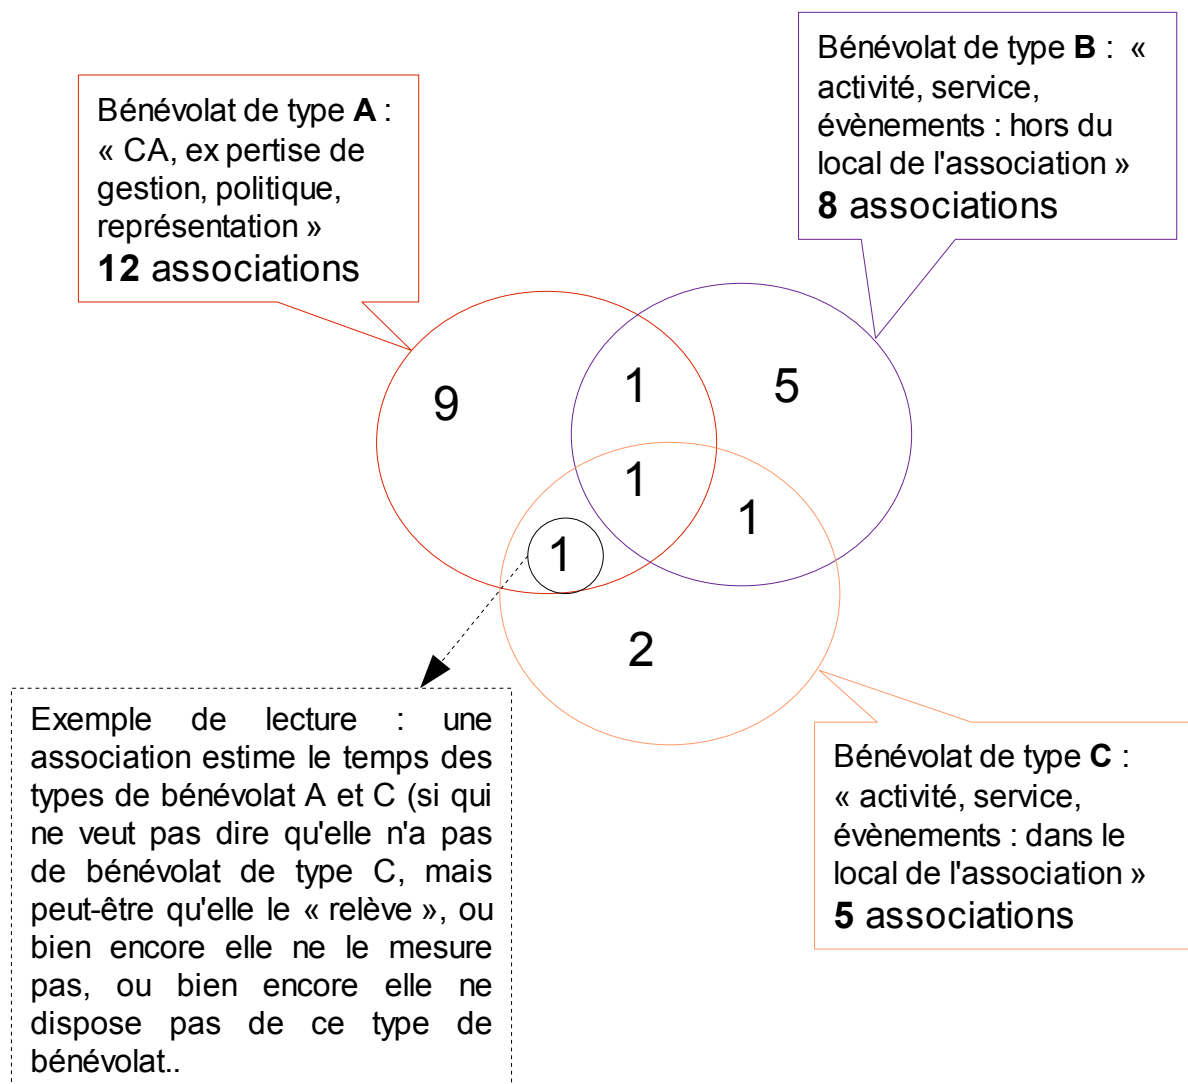 Bénévolat de type A :
« CA, ex pertise de
gestion, politique,
représentation »
12 associations
Bénévolat de type B : «
activité, service,
évènements : hors du
local de l'association »
8 associations
9
1
5
1
1
1
2
Exemple de lecture : une
association estime le temps des
types de bénévolat A et C (si qui
ne veut pas dire qu'elle n'a pas
de bénévolat de type C, mais
peut-être qu'elle le « relève », ou
bien encore elle ne le mesure
pas, ou bien encore elle ne
dispose pas de ce type de
bénévolat..
Bénévolat de type C :
« activité, service,
évènements : dans le
local de l'association »
5 associations